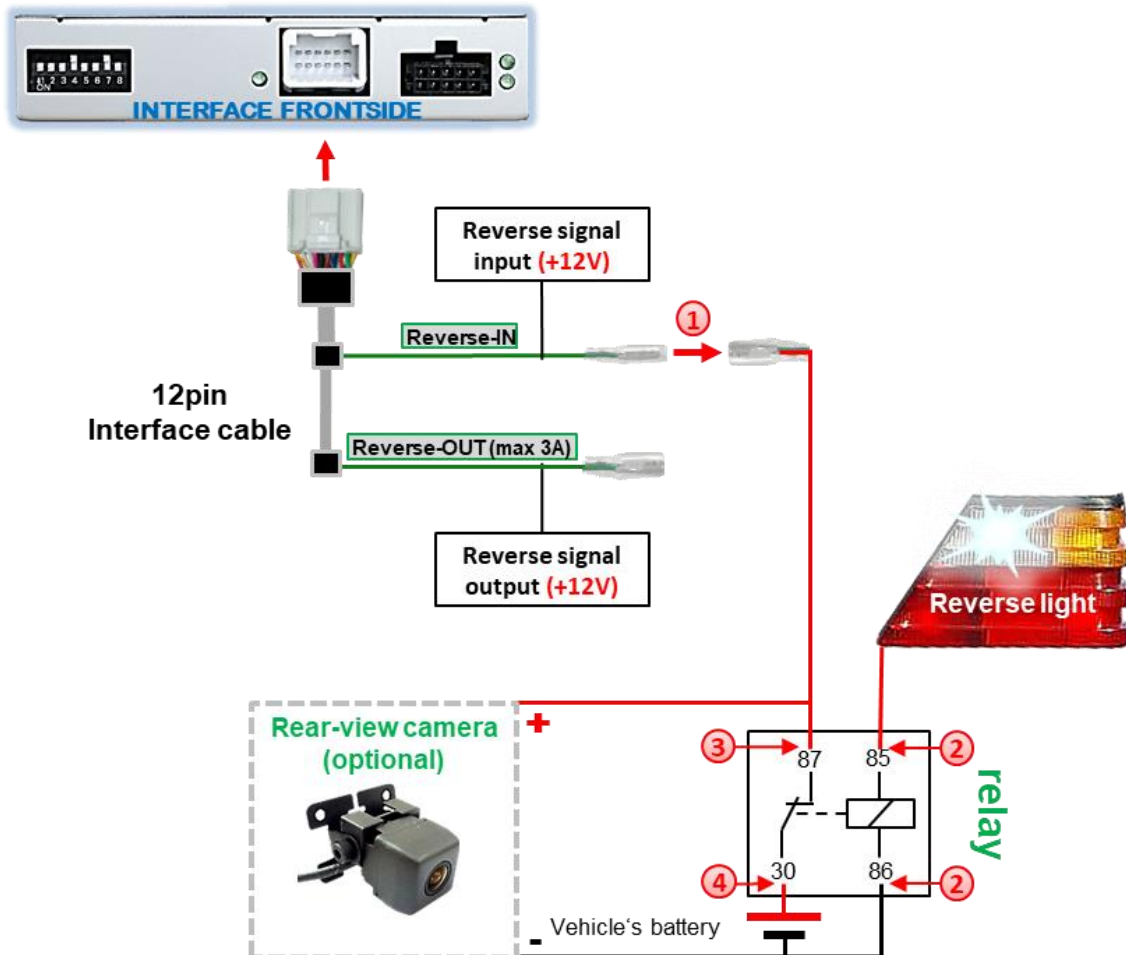 1 2 3 4 5 6 7 8
ON
INTERFACE FRONTSIDE
Reverse signal
input (+12V)
Reverse-IN
1
12pin
Interface cable
Reverse-OUT (max 3A)
Reverse signal
output (+12V)
Reverse light
Rear-view camera
(optional)
+
3
87
85
2
relay
4
30
86
2
- Vehicle‘s battery